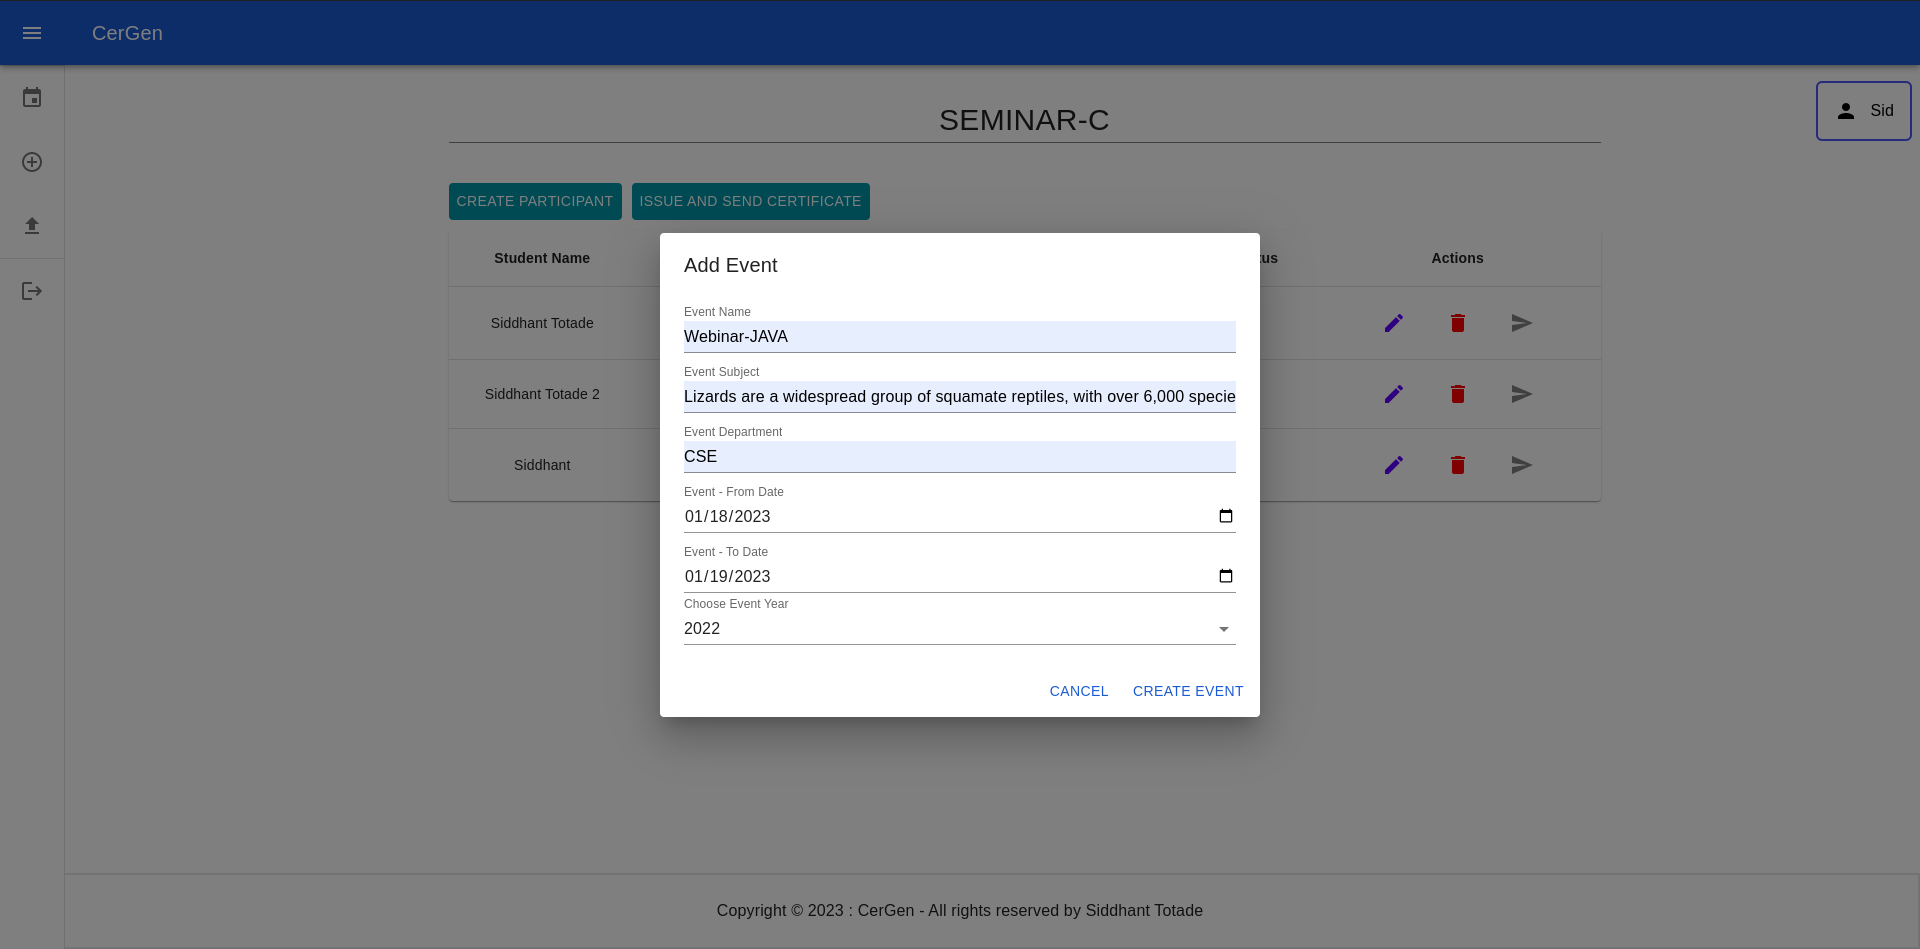 CerGen
Sid
SEMINAR-C
CREATE PARTICIPANT
ISSUE AND SEND CERTIFICATE
Student Name
Actions
Siddhant Totade
Siddhant Totade 2
Siddhant
Add Event
Event Name
Webinar-JAVA
Event Subject
Lizards are a widespread group of squamate reptiles, with over 6,000 specie
Event Department
CSE
Event - From Date
01/18/2023
Event - To Date
01/19/2023
Choose Event Year
2022
CANCEL CREATE EVENT
Copyright © 2023 : CerGen - All rights reserved by Siddhant Totade